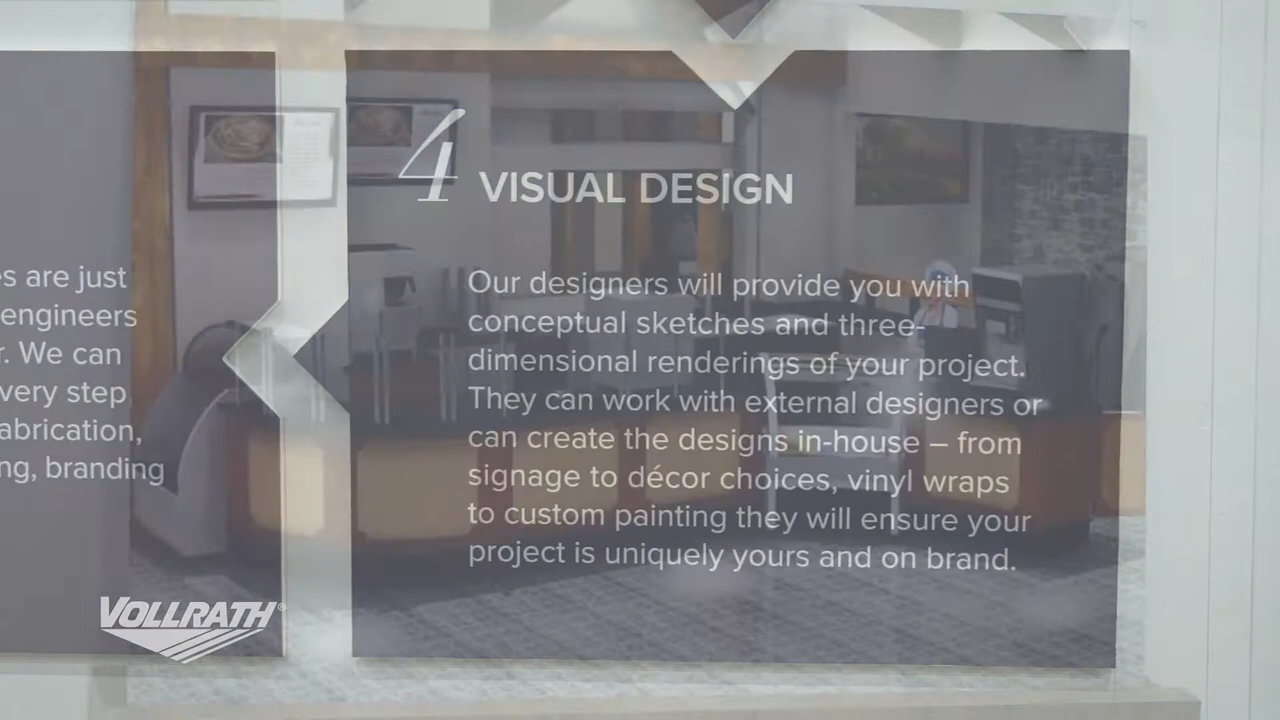 es are just
engineers
r. We can
very step
abrication,
ng, branding
4 VISUAL DESIGN
Our designers will provide you with
conceptual sketches and three-
dimensional renderings of your project.
They can work with external designers or
can create the designs in-house – from
signage to décor choices, vinyl wraps
to custom painting they will ensure your
project is uniquely yours and on brand.
VOLLRATH®